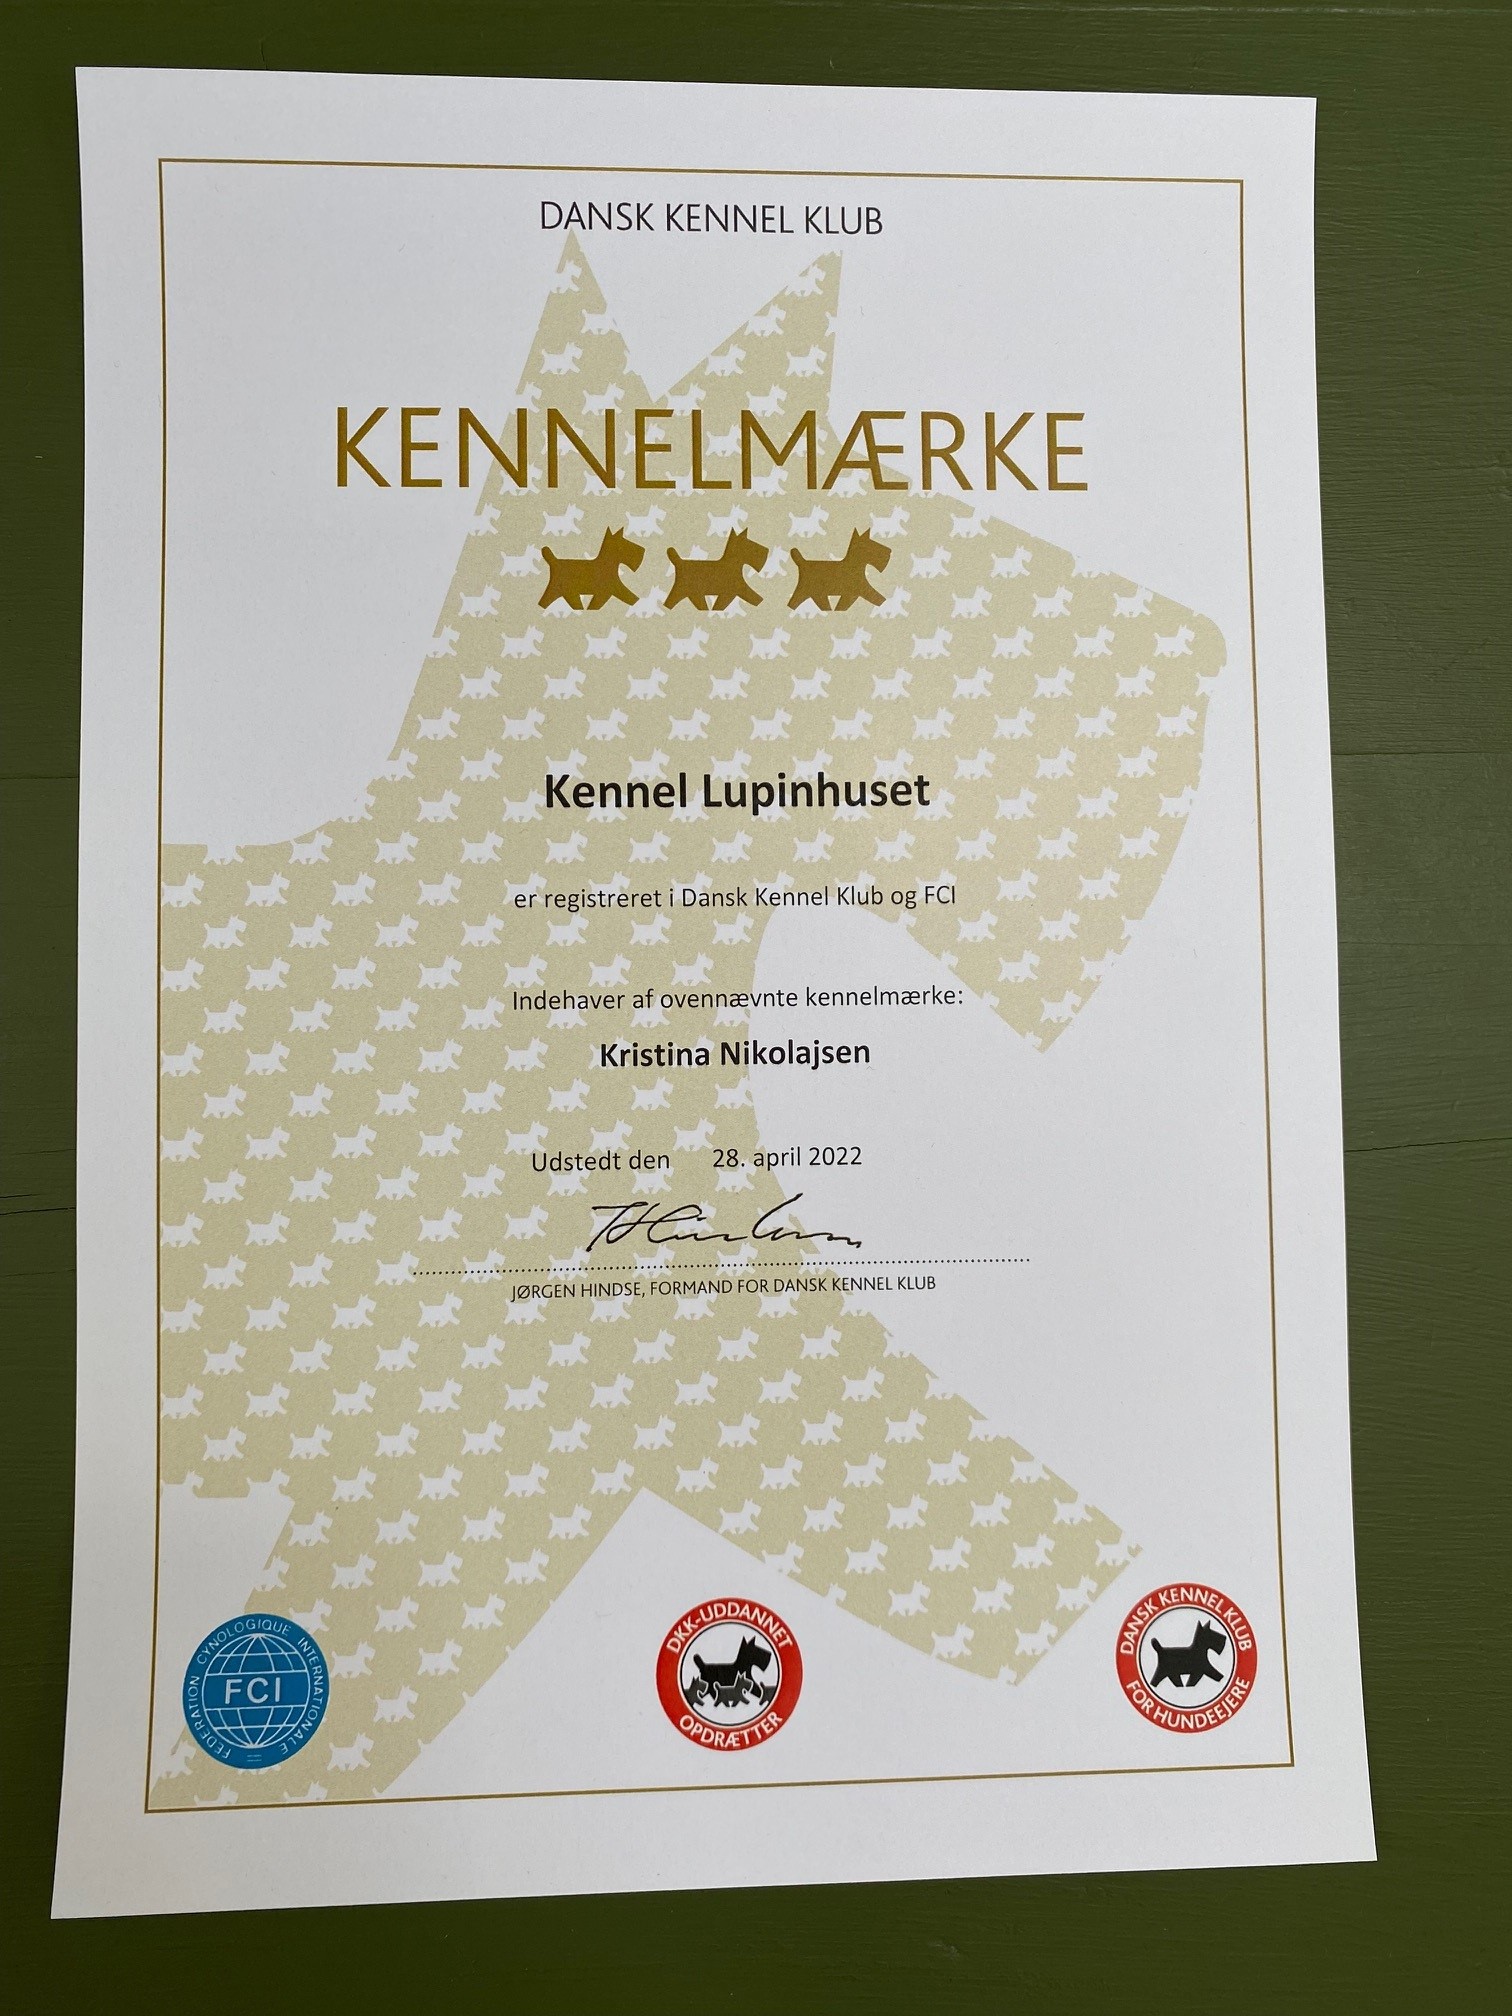 DANSK KENNEL KLUB
KENNELMÆRKE
Kennel Lupinhuset
er registreret i Dansk Kennel Klub og FCI
Indehaver af ovennævnte kennelmærke:
Kristina Nikolajsen
Udstedt den 28. april 2022
JØRGEN HINDSE, FORMAND FOR DANSK KENNEL KLUB
FEDERATION CYNOLOGIQUE INTERNATIONALE
FCI
DKK-UDDANNET
OPDRÆTTER
DANSK KENNEL KLUB
FOR HUNDEEJERE